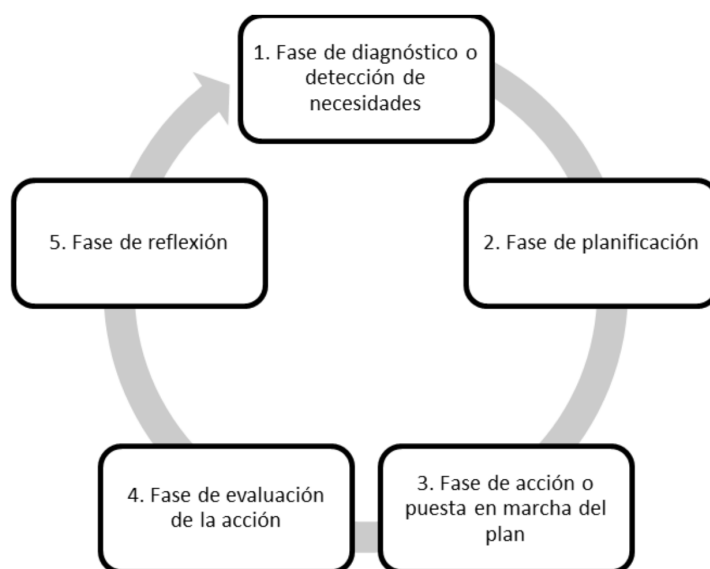 1. Fase de diagnóstico o
detección de
necesidades
2. Fase de planificación
3. Fase de acción o
puesta en marcha del
plan
4. Fase de evaluación
de la acción
5. Fase de reflexión